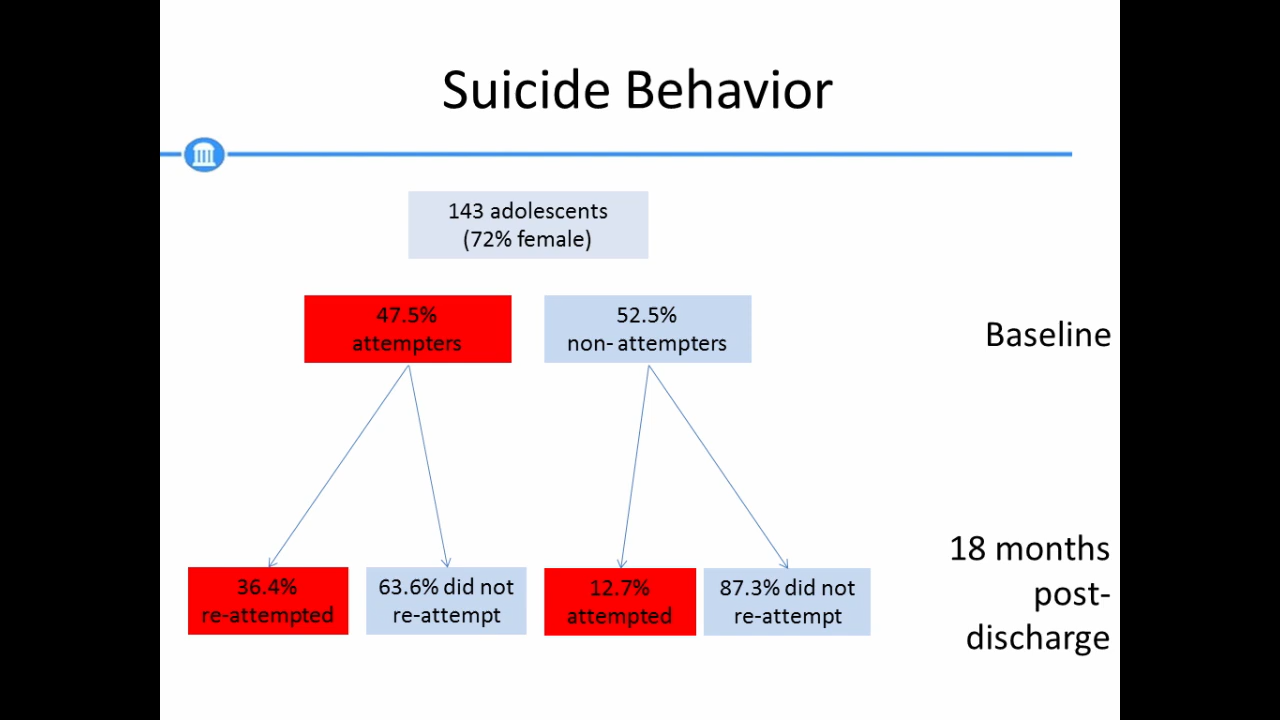 Suicide Behavior
143 adolescents
(72% female)
47.5%
attempters
52.5%
non- attempters
Baseline
36.4%
re-attempted
63.6% did not
re-attempt
12.7%
attempted
87.3% did not
re-attempt
18 months
post-
discharge